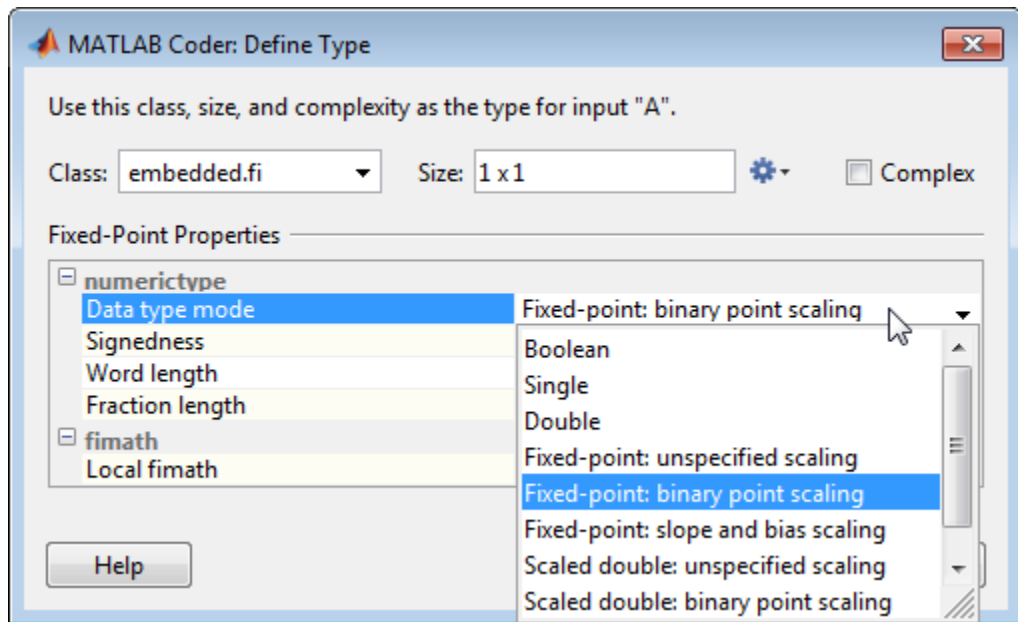 MATLAB Coder: Define Type
Use this class, size, and complexity as the type for input "A".
Class: embedded.fi Size: 1 x 1 Complex
Fixed-Point Properties
numerictype
Data type mode Fixed-point: binary point scaling
Signedness
Word length
Fraction length
fimath
Local fimath
Boolean
Single
Double
Fixed-point: unspecified scaling
Fixed-point: binary point scaling
Fixed-point: slope and bias scaling
Scaled double: unspecified scaling
Scaled double: binary point scaling
Help